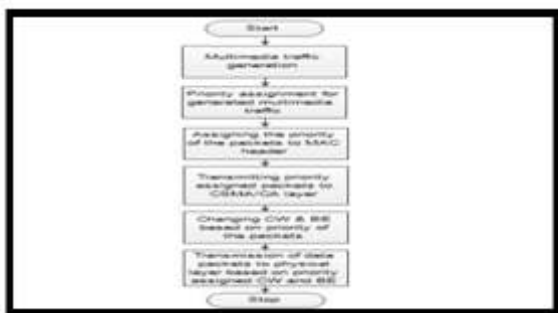 Start
Multimedia traffic
generation
Priority assignment for
generated multimedia
traffic
Assigning the priority
of the packets to MAC
header
Transmitting priority
assigned packets to
CSMA/CA layer
Changing CW & BE
based on priority of
the packets
Transmission of data
packets to physical
layer based on priority
assigned CW and BE
Stop